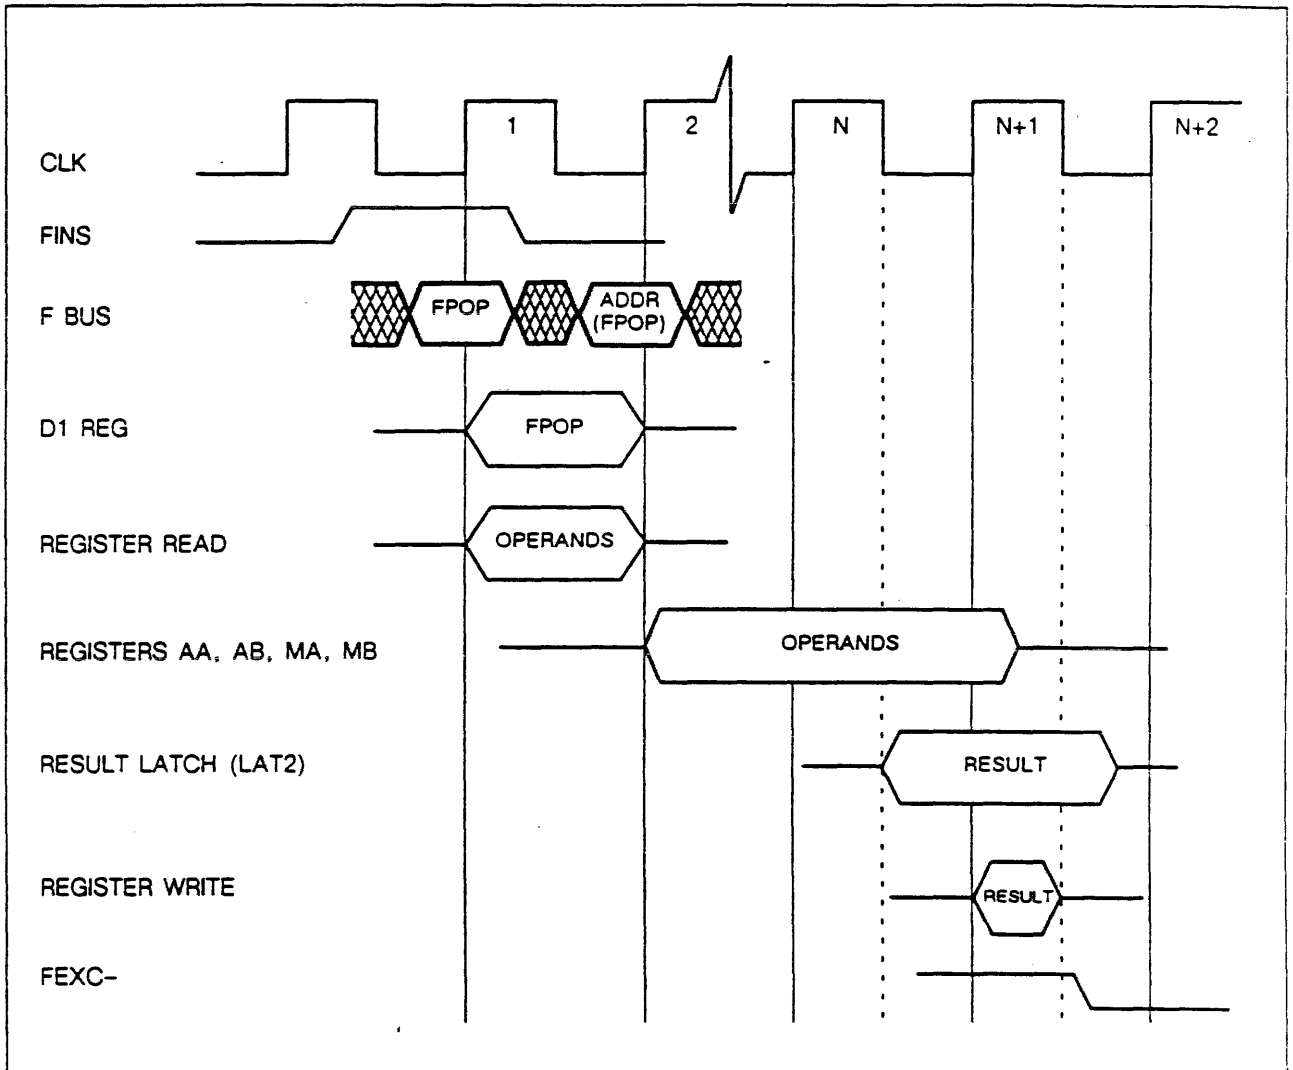 1
2
N
N+1
N+2
CLK
FINS
F BUS
FPOP
ADDR
(FPOP)
D1 REG
FPOP
REGISTER READ
OPERANDS
REGISTERS AA, AB, MA, MB
OPERANDS
RESULT LATCH (LAT2)
RESULT
REGISTER WRITE
RESULT
FEXC-